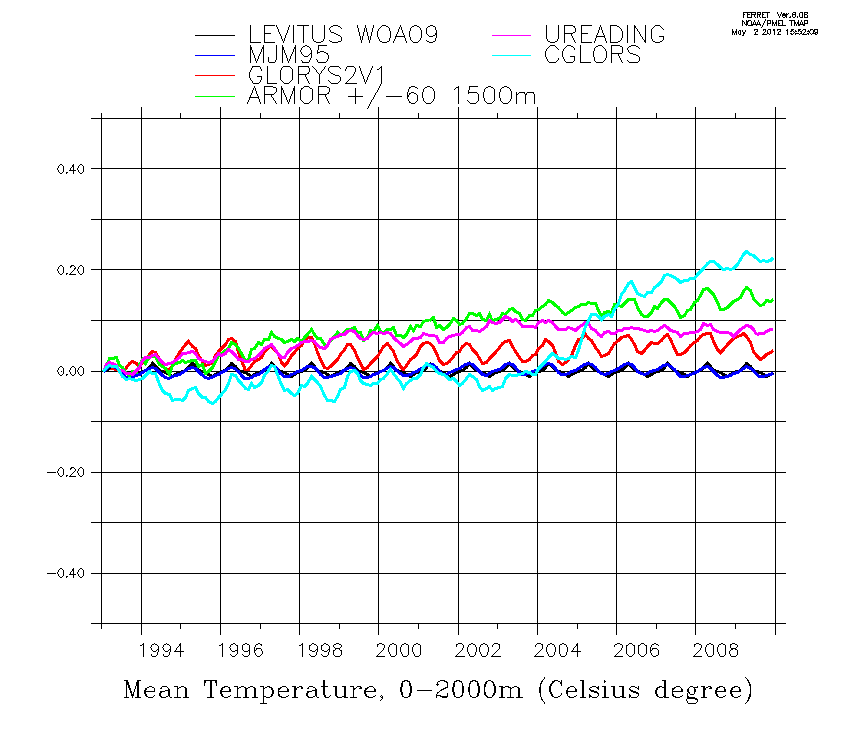 FERRET Ver.6.08
NOAA/PMEL TMAP
May 2 2012 15:52:09
LEVITUS WOA09
UREADING
MJM95
CGLORS
GLORYS2V1
ARMOR +/-60 1500m
0.40
0.20
0.00
-0.20
-0.40
1994 1996 1998 2000 2002 2004 2006 2008
Mean Temperature, 0-2000m (Celsius degree)